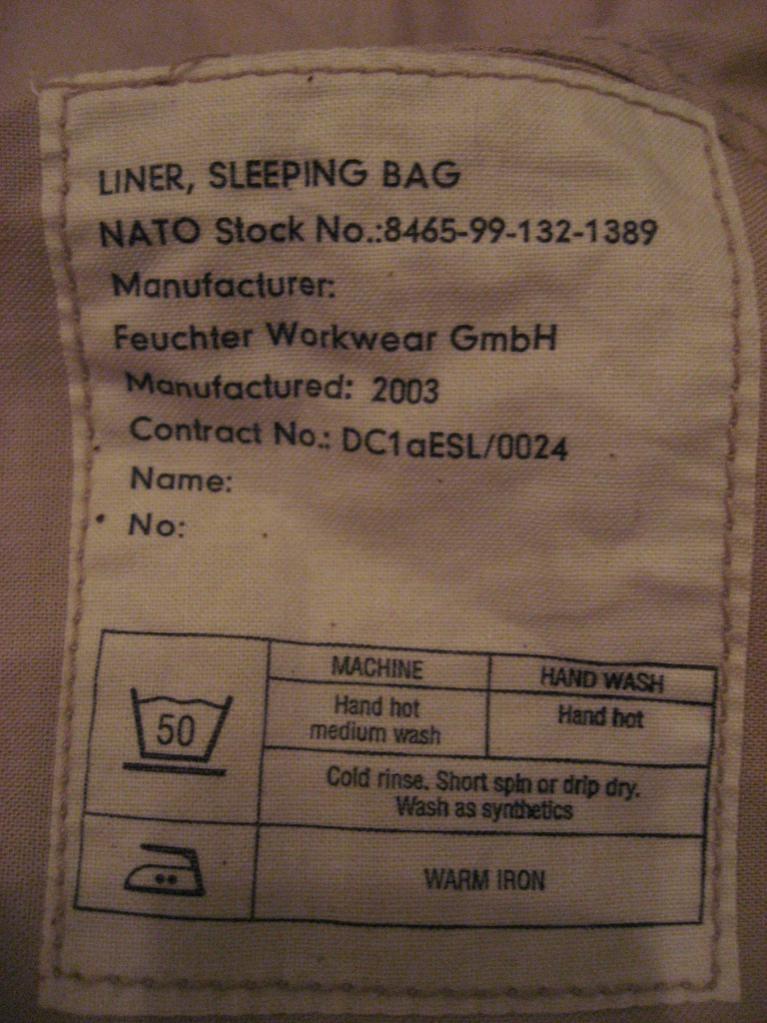 LINER, SLEEPING BAG
NATO Stock No.:8465-99-132-1389
Manufacturer:
Feuchter Workwear GmbH
Manufactured: 2003
Contract No.: DC1aESL/0024
Name:
No:
MACHINE
HAND WASH
50
Hand hot
medium wash
Hand hot
Cold rinse. Short spin or drip dry.
Wash as synthetics
WARM IRON